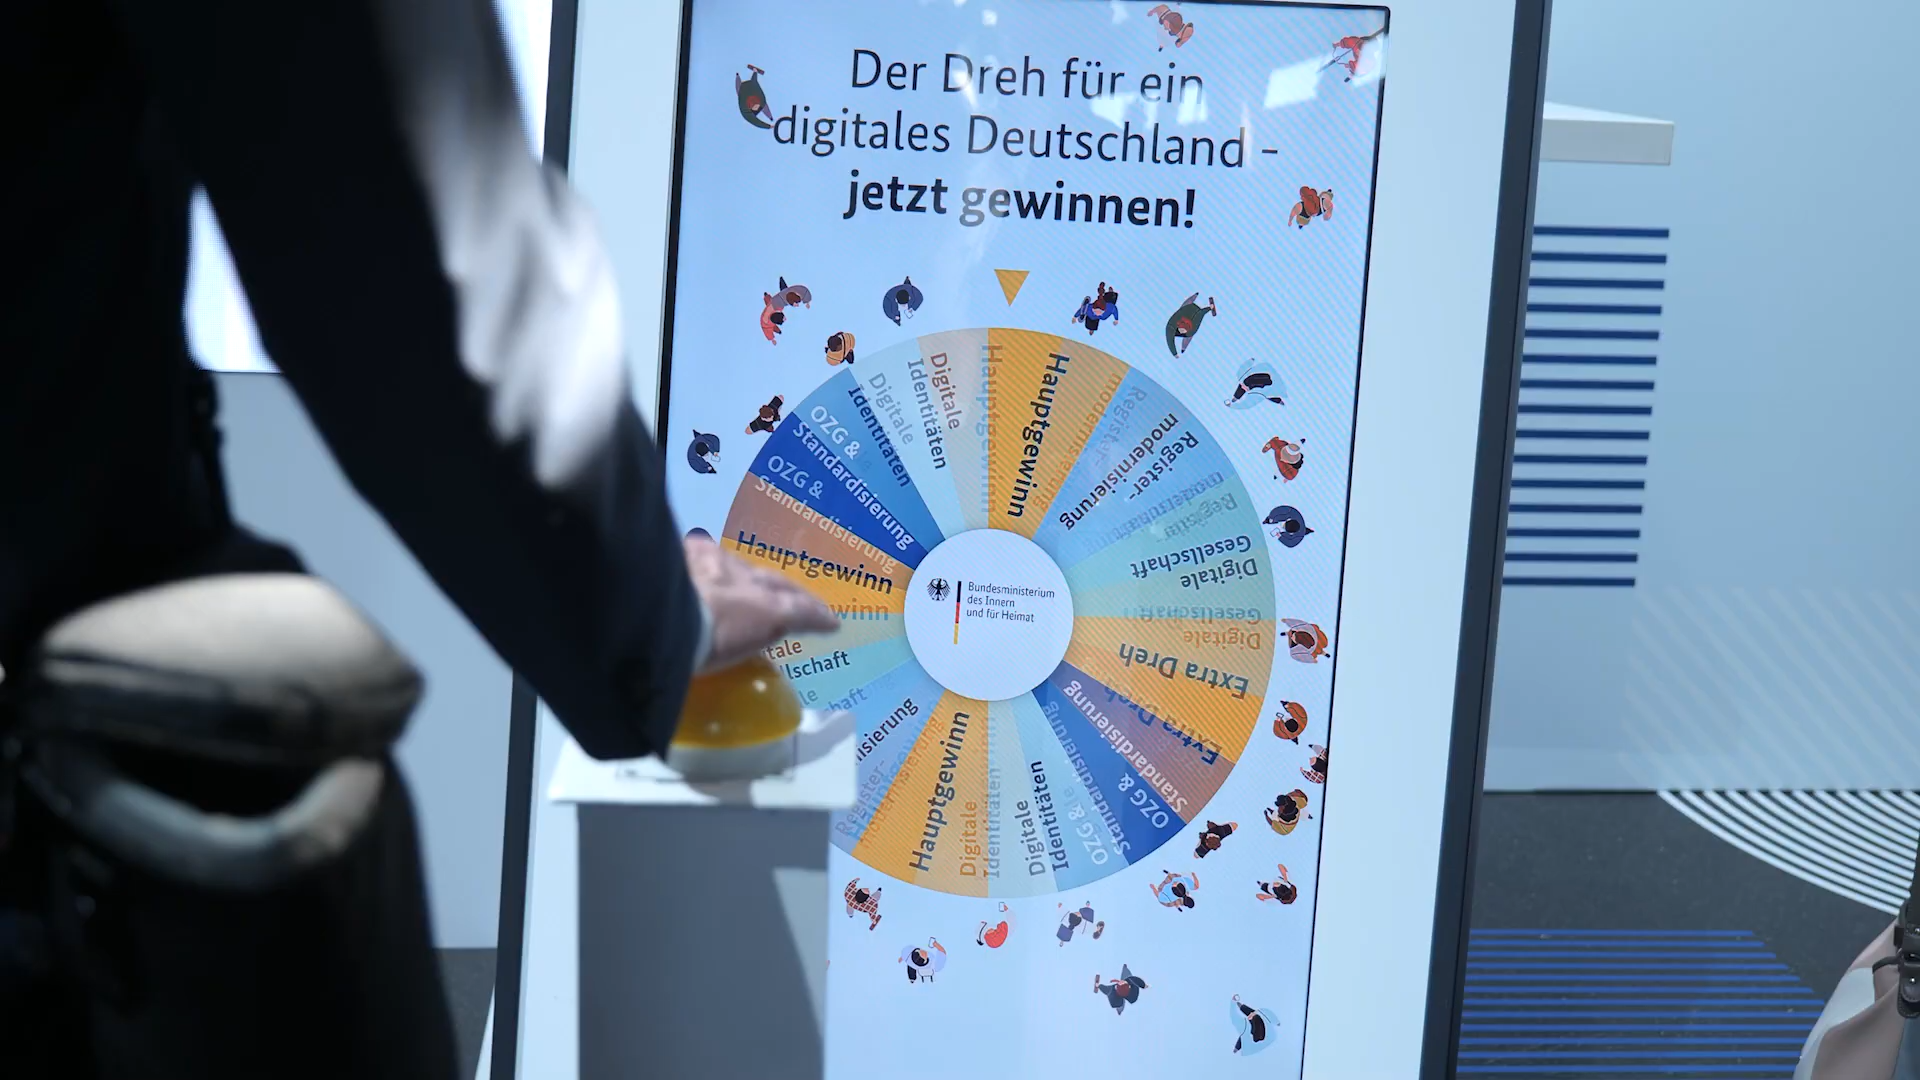 Der Dreh für ein
digitales Deutschland -
jetzt gewinnen!
Hauptgewinn
Register-
modernisierung
Digitale
Gesellschaft
Extra Dreh
OZG &
Standardisierung
Digitale
Identitäten
Hauptgewinn
Hauptgewinn
OZG &
Standardisierung
Digitale
Identitäten
Bundesministerium
des Innern
und für Heimat